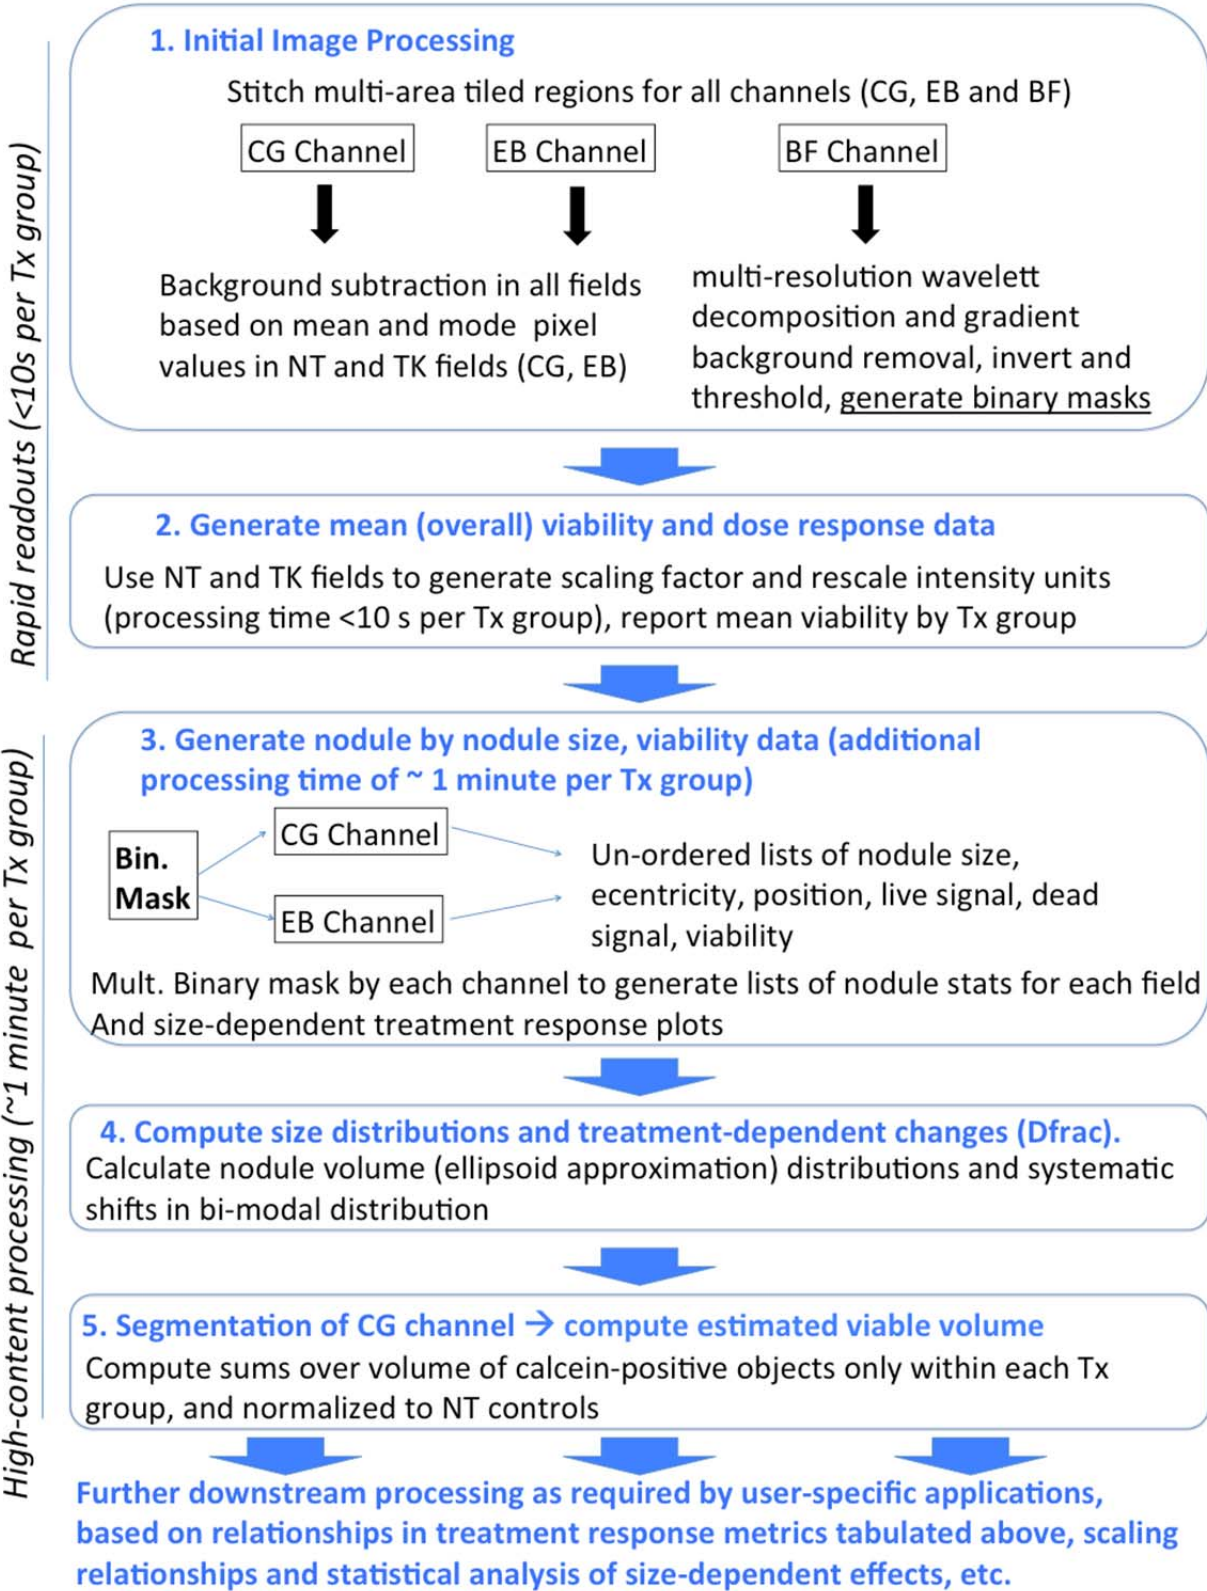 1. Initial Image Processing
Stitch multi-area tiled regions for all channels (CG, EB and BF)
CG Channel
EB Channel
BF Channel
Background subtraction in all fields
based on mean and mode pixel
values in NT and TK fields (CG, EB)
multi-resolution wavelett
decomposition and gradient
background removal, invert and
threshold, generate binary masks
Rapid readouts (<10s per Tx group)
2. Generate mean (overall) viability and dose response data
Use NT and TK fields to generate scaling factor and rescale intensity units
(processing time <10 s per Tx group), report mean viability by Tx group
3. Generate nodule by nodule size, viability data (additional
processing time of ~ 1 minute per Tx group)
Bin.
Mask
CG Channel
EB Channel
Un-ordered lists of nodule size,
ecentricity, position, live signal, dead
signal, viability
Mult. Binary mask by each channel to generate lists of nodule stats for each field
And size-dependent treatment response plots
High-content processing (~1 minute per Tx group)
4. Compute size distributions and treatment-dependent changes (Dfrac).
Calculate nodule volume (ellipsoid approximation) distributions and systematic
shifts in bi-modal distribution
5. Segmentation of CG channel → compute estimated viable volume
Compute sums over volume of calcein-positive objects only within each Tx
group, and normalized to NT controls
Further downstream processing as required by user-specific applications,
based on relationships in treatment response metrics tabulated above, scaling
relationships and statistical analysis of size-dependent effects, etc.